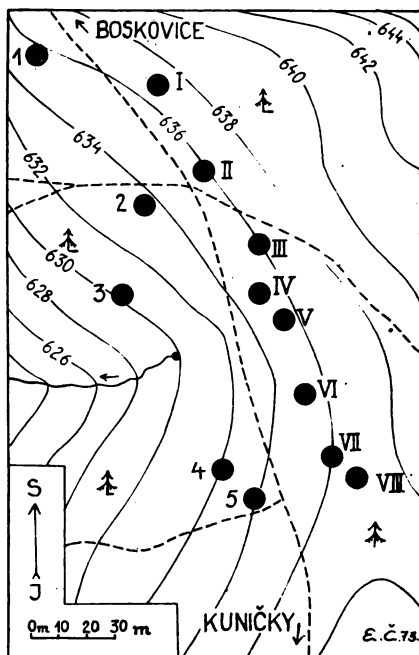 BOSKOVICE
644
642
640
638
636
634
632
630
628
626
1
I
II
2
III
3
IV
V
VI
VII
VIII
4
5
S
J
0m 10 20 30 m
KUNIČKY
E.Č.78.